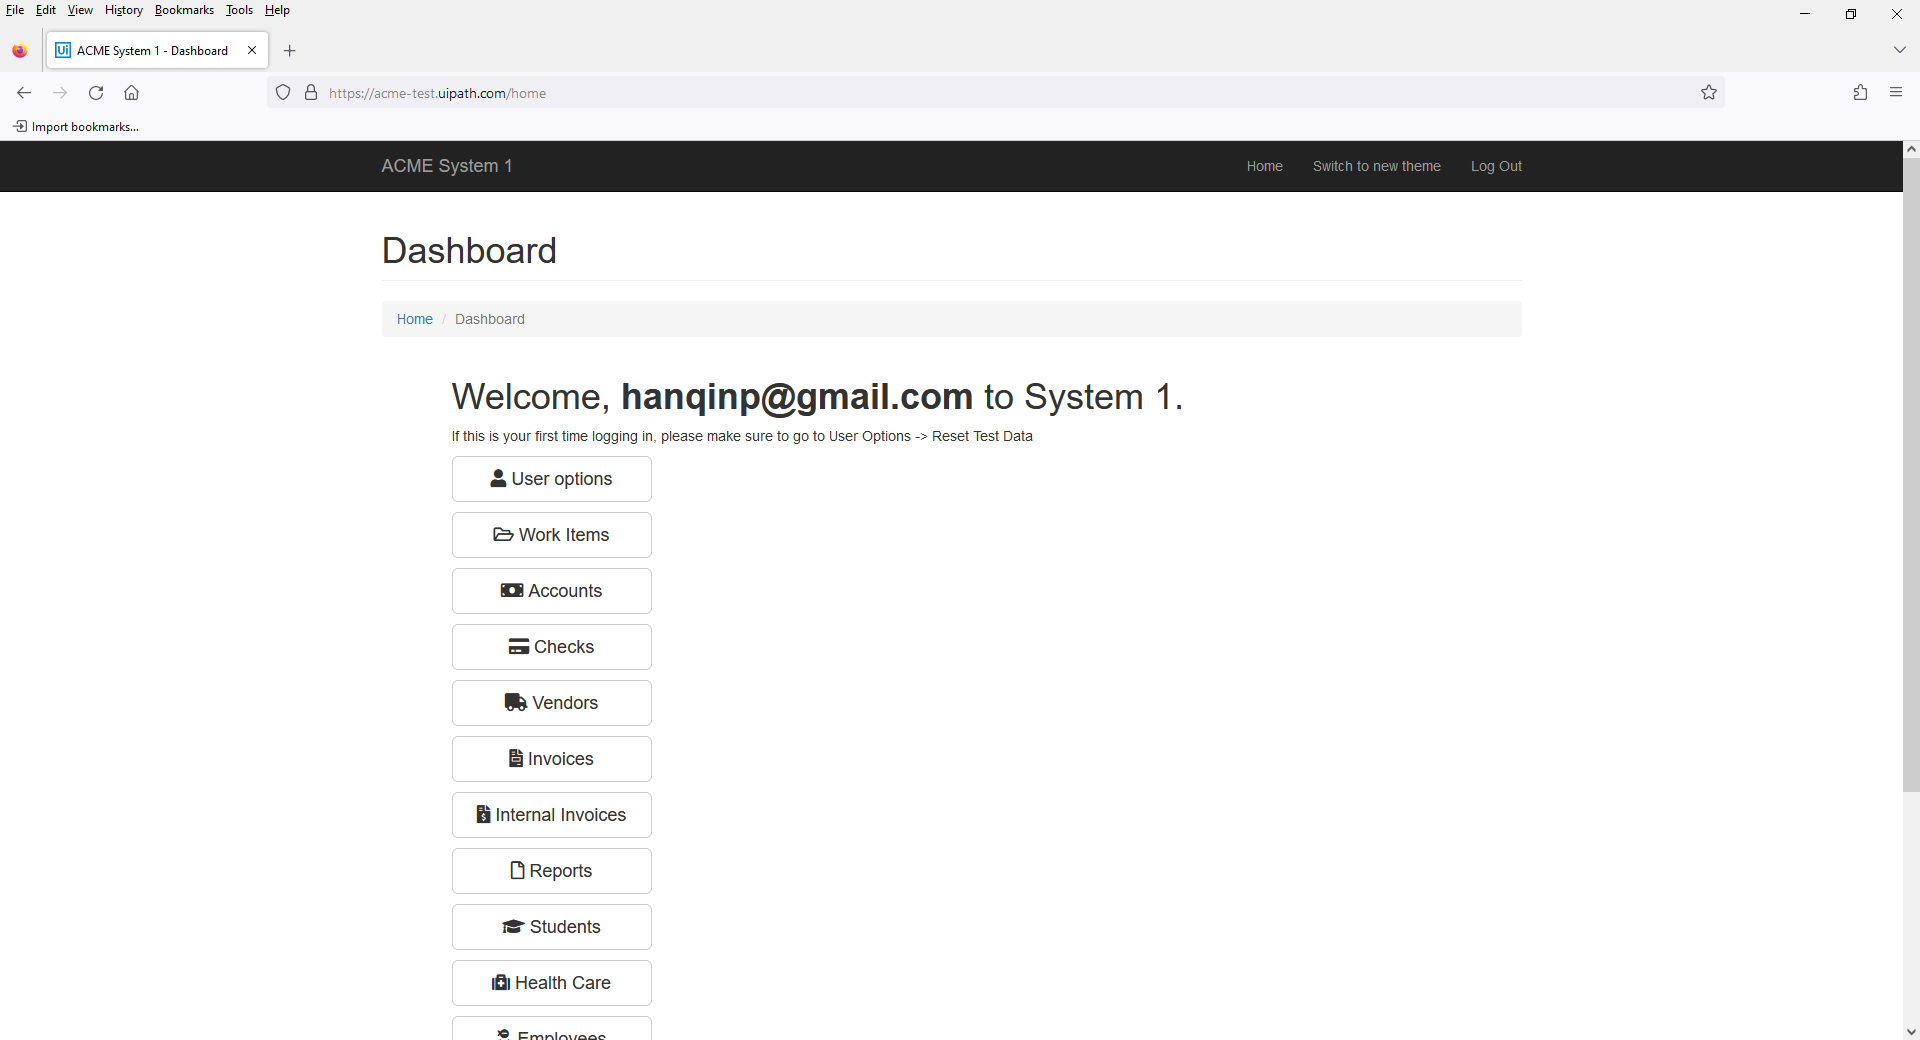 File Edit View History Bookmarks Tools Help
ACME System 1 - Dashboard
https://acme-test.uipath.com/home
Import bookmarks...
ACME System 1 Home Switch to new theme Log Out
Dashboard
Home / Dashboard
Welcome, hanqinp@gmail.com to System 1.
If this is your first time logging in, please make sure to go to User Options -> Reset Test Data
User options
Work Items
Accounts
Checks
Vendors
Invoices
Internal Invoices
Reports
Students
Health Care
Employees